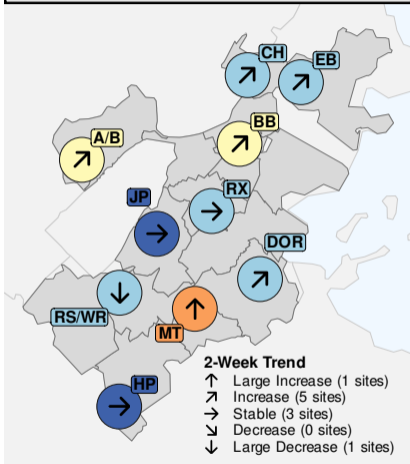 CH
EB
BB
A/B
RX
JP
DOR
RS/WR
MT
HP
2-Week Trend
↑ Large Increase (1 sites)
↗ Increase (5 sites)
→ Stable (3 sites)
↘ Decrease (0 sites)
↓ Large Decrease (1 sites)